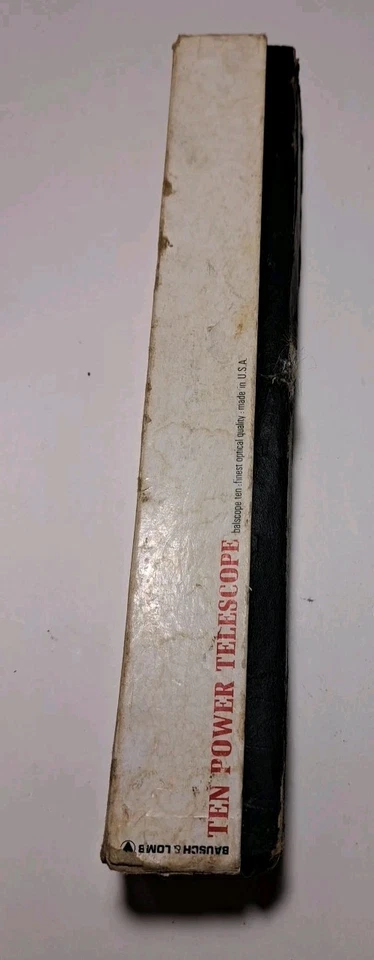 BAUSCH & LOMB
TEN POWER TELESCOPE
balscope ten : finest optical quality : made in U.S.A.